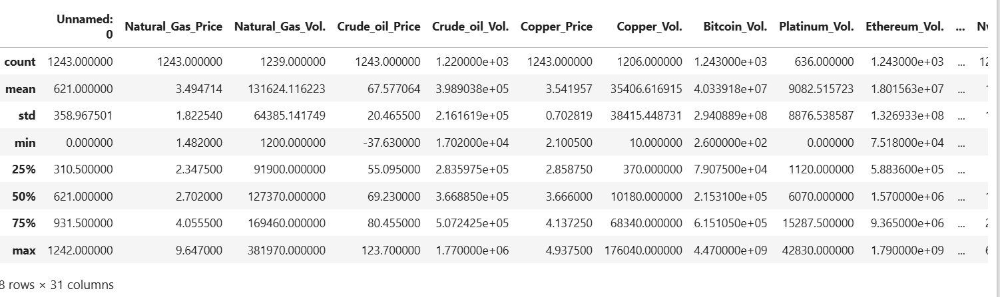 Unnamed: 0 Natural_Gas_Price Natural_Gas_Vol. Crude_oil_Price Crude_oil_Vol. Copper_Price Copper_Vol. Bitcoin_Vol. Platinum_Vol. Ethereum_Vol. ...
count 1243.000000 1243.000000 1239.000000 1243.000000 1.220000e+03 1243.000000 1206.000000 1.243000e+03 636.000000 1.243000e+03 ...
mean 621.000000 3.494714 131624.116223 67.577064 3.989038e+05 3.541957 35406.616915 4.033918e+07 9082.515723 1.801563e+07 ...
std 358.967501 1.822540 64385.141749 20.465500 2.161619e+05 0.702819 38415.448731 2.940889e+08 8876.538587 1.326933e+08 ...
min 0.000000 1.482000 1200.000000 -37.630000 1.702000e+04 2.100500 10.000000 2.600000e+02 0.000000 7.518000e+04 ...
25% 310.500000 2.347500 91900.000000 55.095000 2.835975e+05 2.858750 370.000000 7.907500e+04 1120.000000 5.883600e+05 ...
50% 621.000000 2.702000 127370.000000 69.230000 3.668850e+05 3.666000 10180.000000 2.153100e+05 6070.000000 1.570000e+06 ...
75% 931.500000 4.055500 169460.000000 80.455000 5.072425e+05 4.137250 68340.000000 6.151050e+05 15287.500000 9.365000e+06 ...
max 1242.000000 9.647000 381970.000000 123.700000 1.770000e+06 4.937500 176040.000000 4.470000e+09 42830.000000 1.790000e+09 ...
8 rows × 31 columns